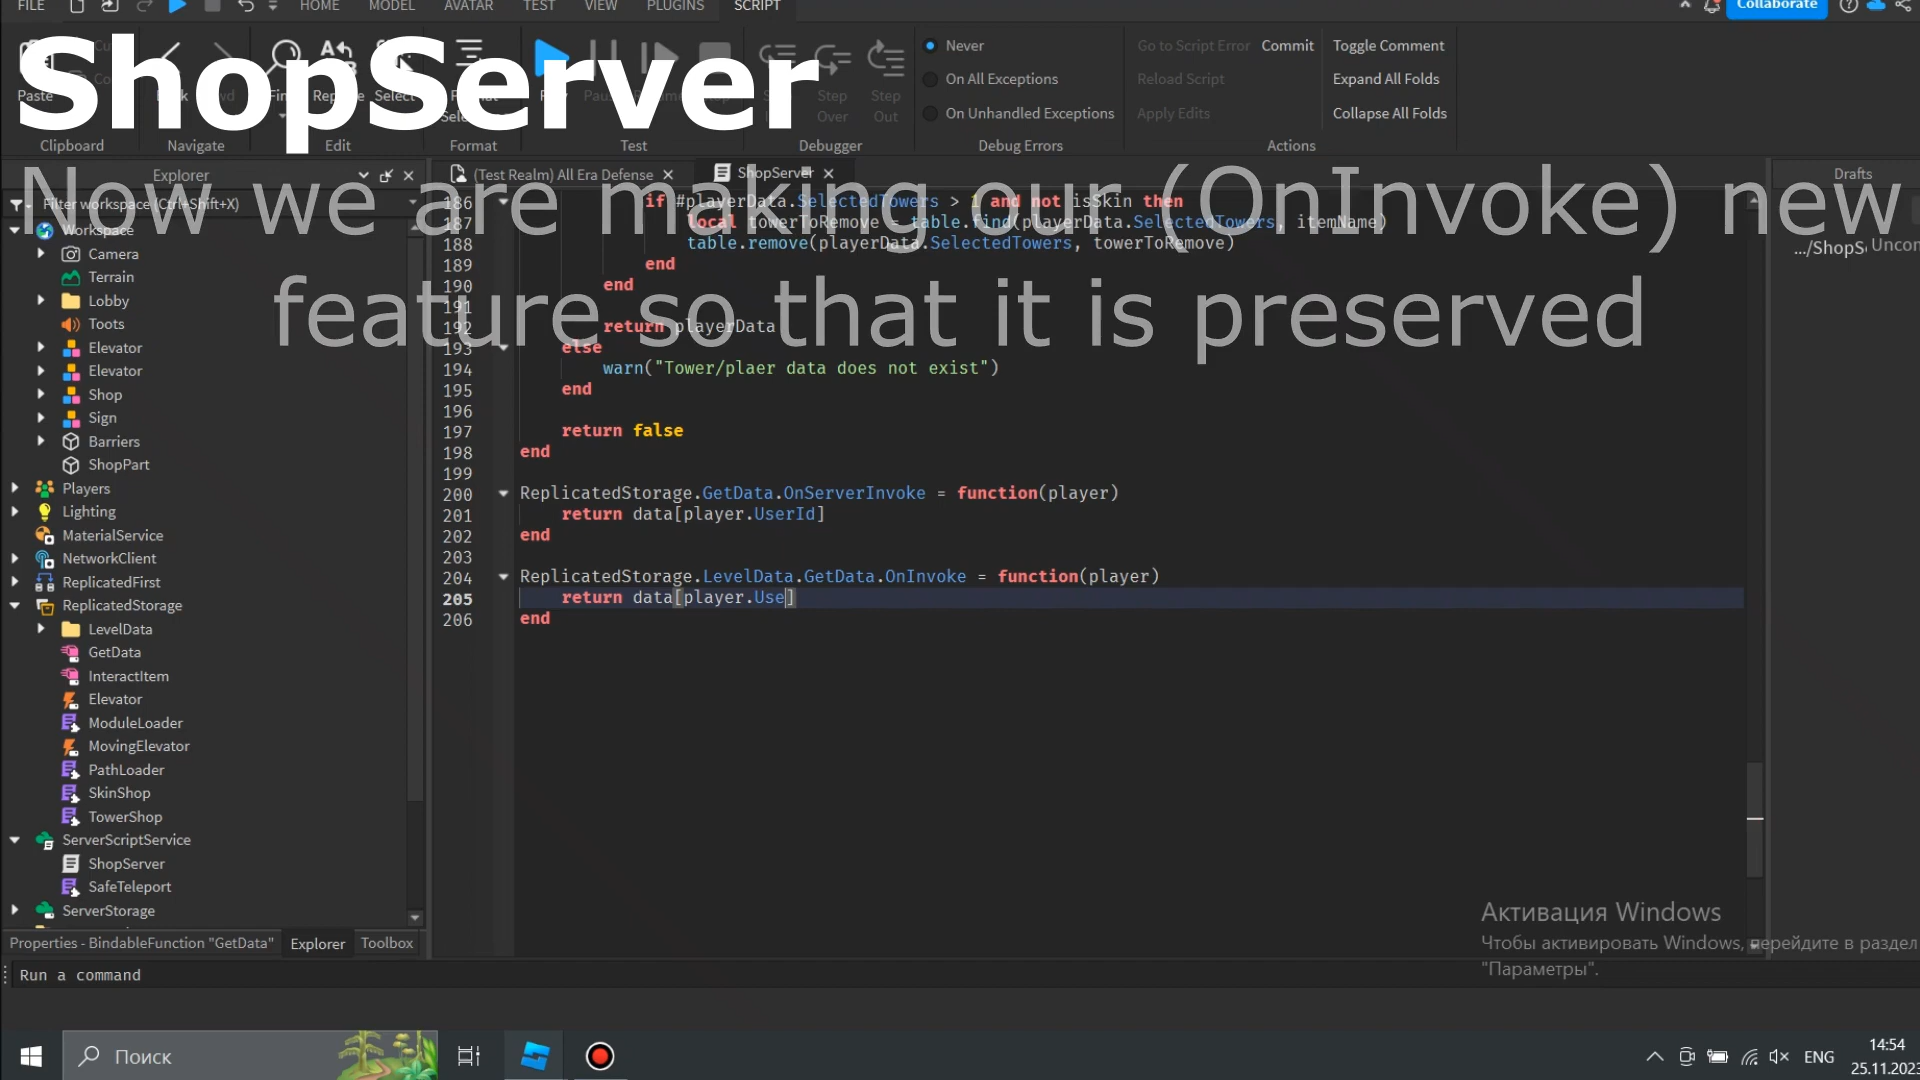 FILE
HOME
MODEL
AVATAR
TEST
VIEW
PLUGINS
SCRIPT
Collaborate
ShopServer
Paste
Select
Step
Over
Step
Out
Never
On All Exceptions
On Unhandled Exceptions
Go to Script Error
Reload Script
Apply Edits
Commit
Toggle Comment
Expand All Folds
Collapse All Folds
Clipboard
Navigate
Edit
Format
Test
Debugger
Debug Errors
Actions
Now we are making our (OnInvoke) new
feature so that it is preserved
Explorer
(Test Realm) All Era Defense
ShopServer
Drafts
Filter workspace (Ctrl+Shift+X)
Workspace
Camera
Terrain
Lobby
Toots
Elevator
Elevator
Shop
Sign
Barriers
ShopPart
Players
Lighting
MaterialService
NetworkClient
ReplicatedFirst
ReplicatedStorage
LevelData
GetData
InteractItem
Elevator
ModuleLoader
MovingElevator
PathLoader
SkinShop
TowerShop
ServerScriptService
ShopServer
SafeTeleport
ServerStorage
186 if #playerData.SelectedTowers > 1 and not isSkin then
187 local towerToRemove = table.find(playerData.SelectedTowers, itemName)
188 table.remove(playerData.SelectedTowers, towerToRemove)
189 end
190 end
191
192 return playerData
193 else
194 warn("Tower/plaer data does not exist")
195 end
196
197 return false
198 end
199
200 ReplicatedStorage.GetData.OnServerInvoke = function(player)
201 return data[player.UserId]
202 end
203
204 ReplicatedStorage.LevelData.GetData.OnInvoke = function(player)
205 return data[player.Use]
206 end
.../ShopS
Properties - BindableFunction "GetData"
Explorer
Toolbox
Run a command
Активация Windows
Чтобы активировать Windows, перейдите в раздел
"Параметры".
Поиск
ENG
14:54
25.11.2023